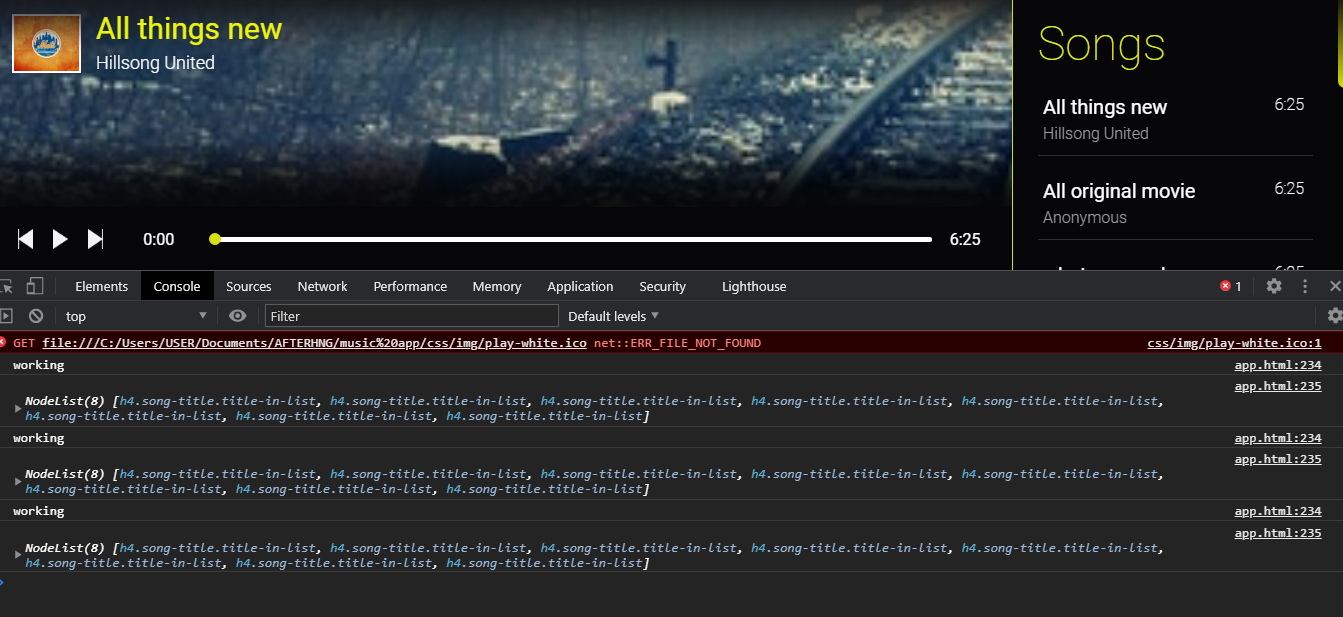 All things new
Hillsong United
0:00
6:25
Songs
All things new 6:25
Hillsong United
All original movie 6:25
Anonymous
6:25
Elements Console Sources Network Performance Memory Application Security Lighthouse 1
top Filter Default levels
GET file:///C:/Users/USER/Documents/AFTERHNG/music%20app/css/img/play-white.ico net::ERR_FILE_NOT_FOUND css/img/play-white.ico:1
working app.html:234
app.html:235
NodeList(8) [h4.song-title.title-in-list, h4.song-title.title-in-list, h4.song-title.title-in-list, h4.song-title.title-in-list, h4.song-title.title-in-list,
h4.song-title.title-in-list, h4.song-title.title-in-list, h4.song-title.title-in-list]
working app.html:234
app.html:235
NodeList(8) [h4.song-title.title-in-list, h4.song-title.title-in-list, h4.song-title.title-in-list, h4.song-title.title-in-list, h4.song-title.title-in-list,
h4.song-title.title-in-list, h4.song-title.title-in-list, h4.song-title.title-in-list]
working app.html:234
app.html:235
NodeList(8) [h4.song-title.title-in-list, h4.song-title.title-in-list, h4.song-title.title-in-list, h4.song-title.title-in-list, h4.song-title.title-in-list,
h4.song-title.title-in-list, h4.song-title.title-in-list, h4.song-title.title-in-list]